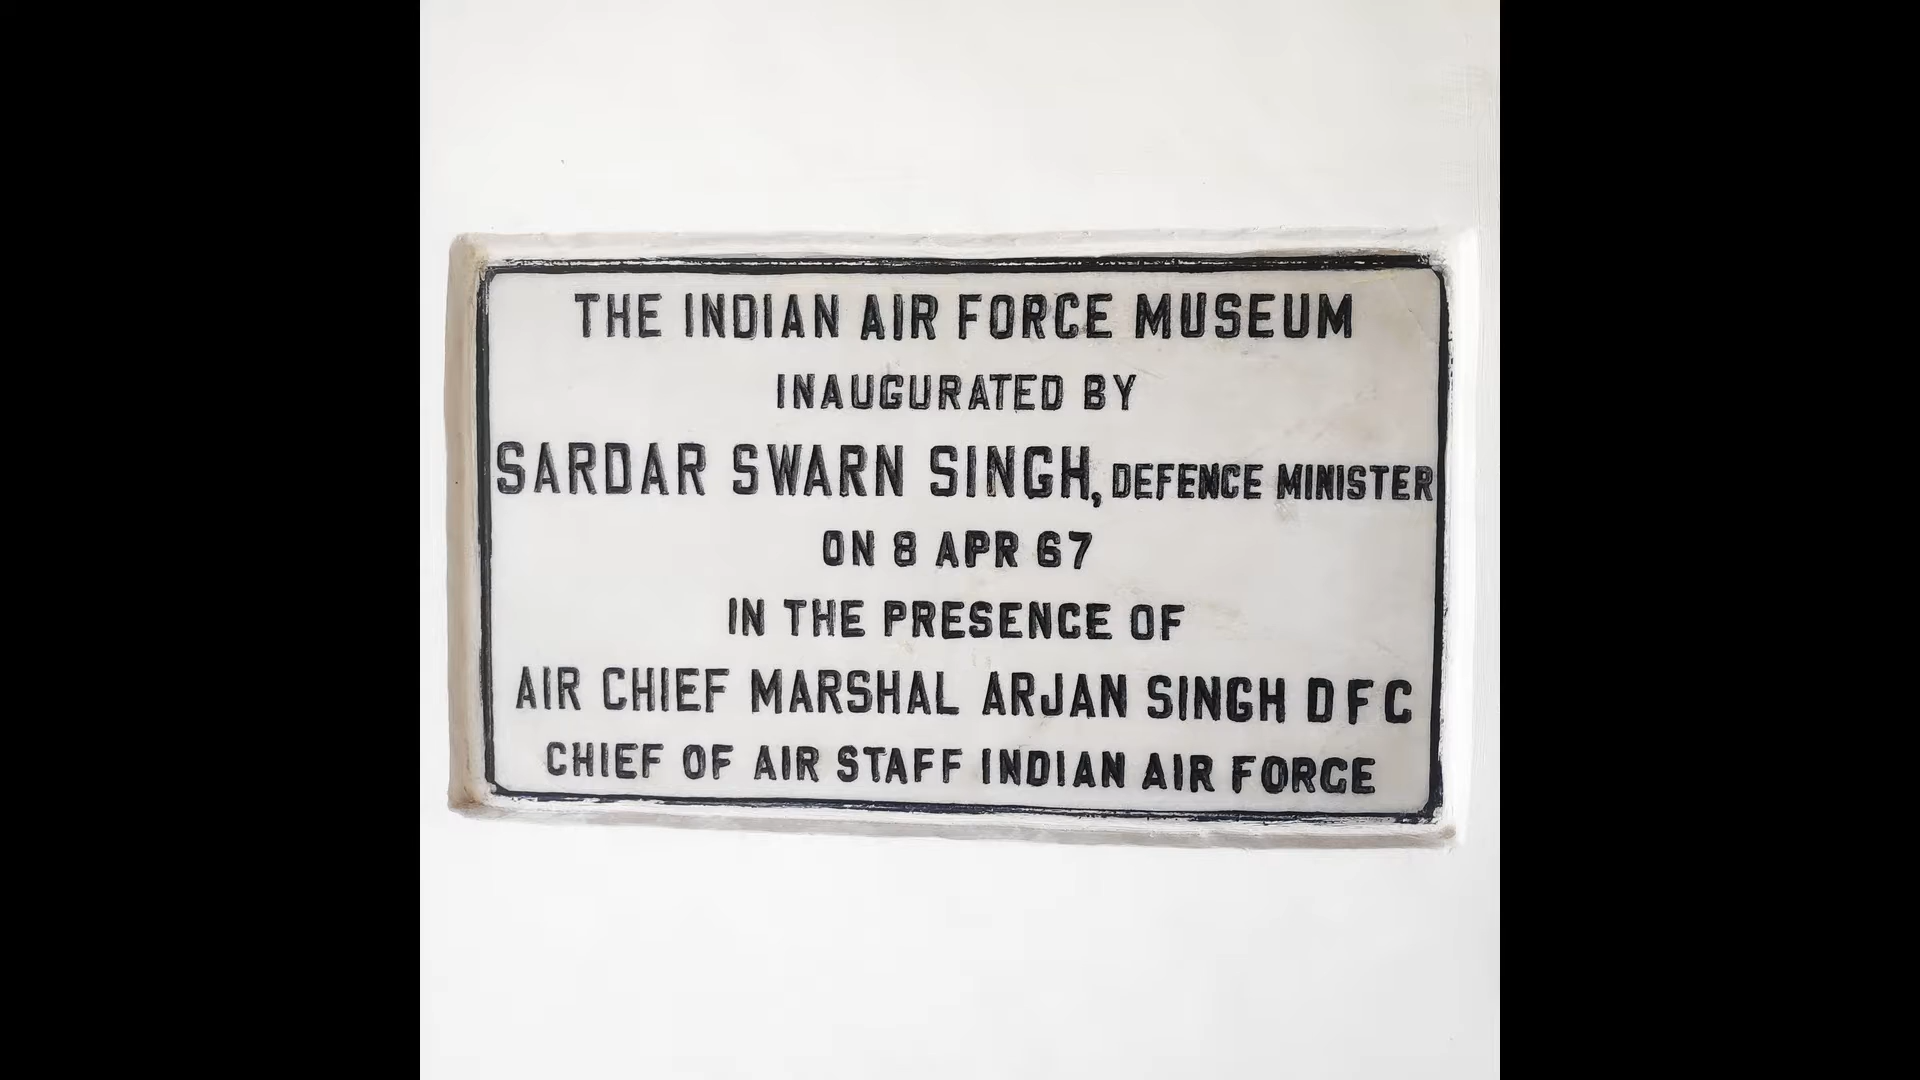 THE INDIAN AIR FORCE MUSEUM
INAUGURATED BY
SARDAR SWARN SINGH, DEFENCE MINISTER
ON 8 APR 67
IN THE PRESENCE OF
AIR CHIEF MARSHAL ARJAN SINGH D F C
CHIEF OF AIR STAFF INDIAN AIR FORCE